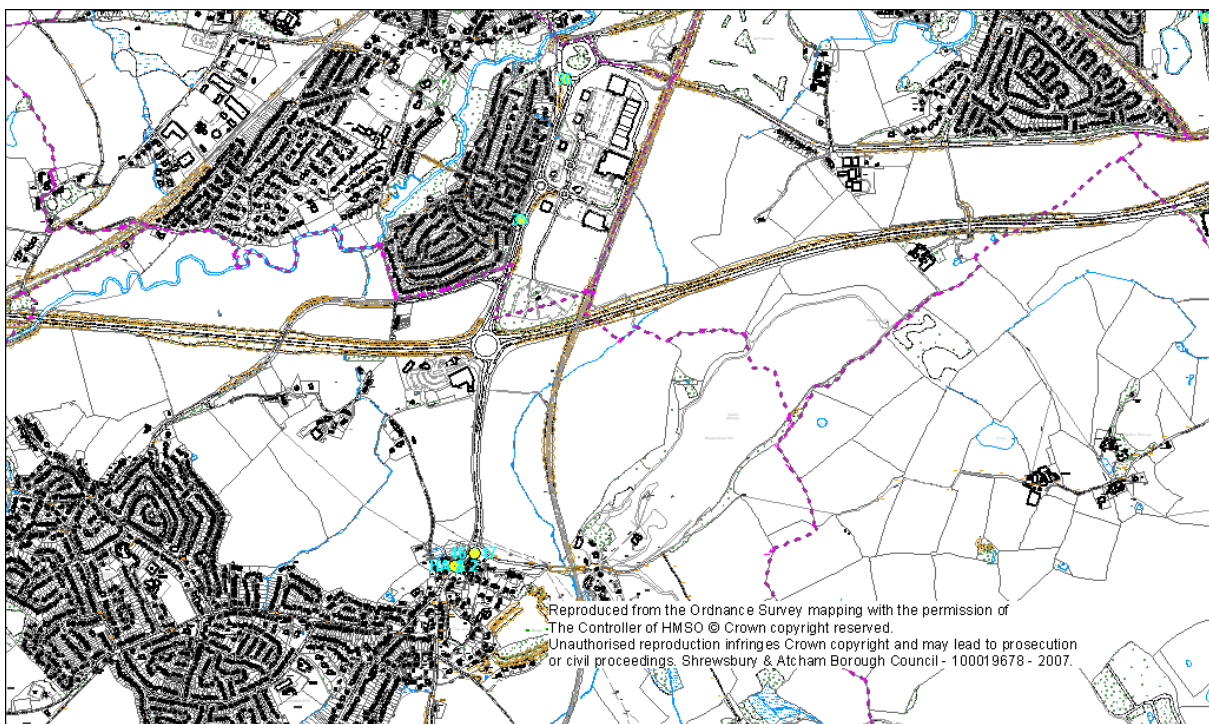 Reproduced from the Ordnance Survey mapping with the permission of
The Controller of HMSO © Crown copyright reserved.
Unauthorised reproduction infringes Crown copyright and may lead to prosecution
or civil proceedings. Shrewsbury & Atcham Borough Council - 100019678 - 2007.